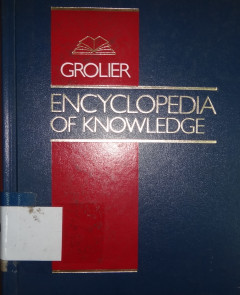 GROLIER
ENCYCLOPEDIA
OF KNOWLEDGE